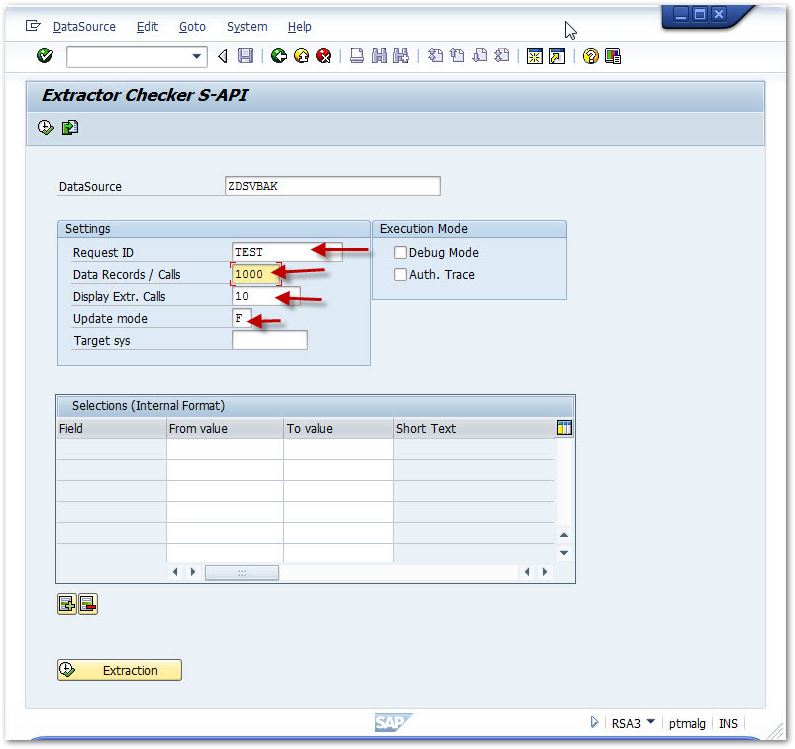 DataSource Edit Goto System Help
Extractor Checker S-API
DataSource ZDSVBAK
Settings Execution Mode
Request ID TEST Debug Mode
Data Records / Calls 1000 Auth. Trace
Display Extr. Calls 10
Update mode F
Target sys
Selections (Internal Format)
Field From value To value Short Text
Extraction
SAP RSA3 ptmalg INS